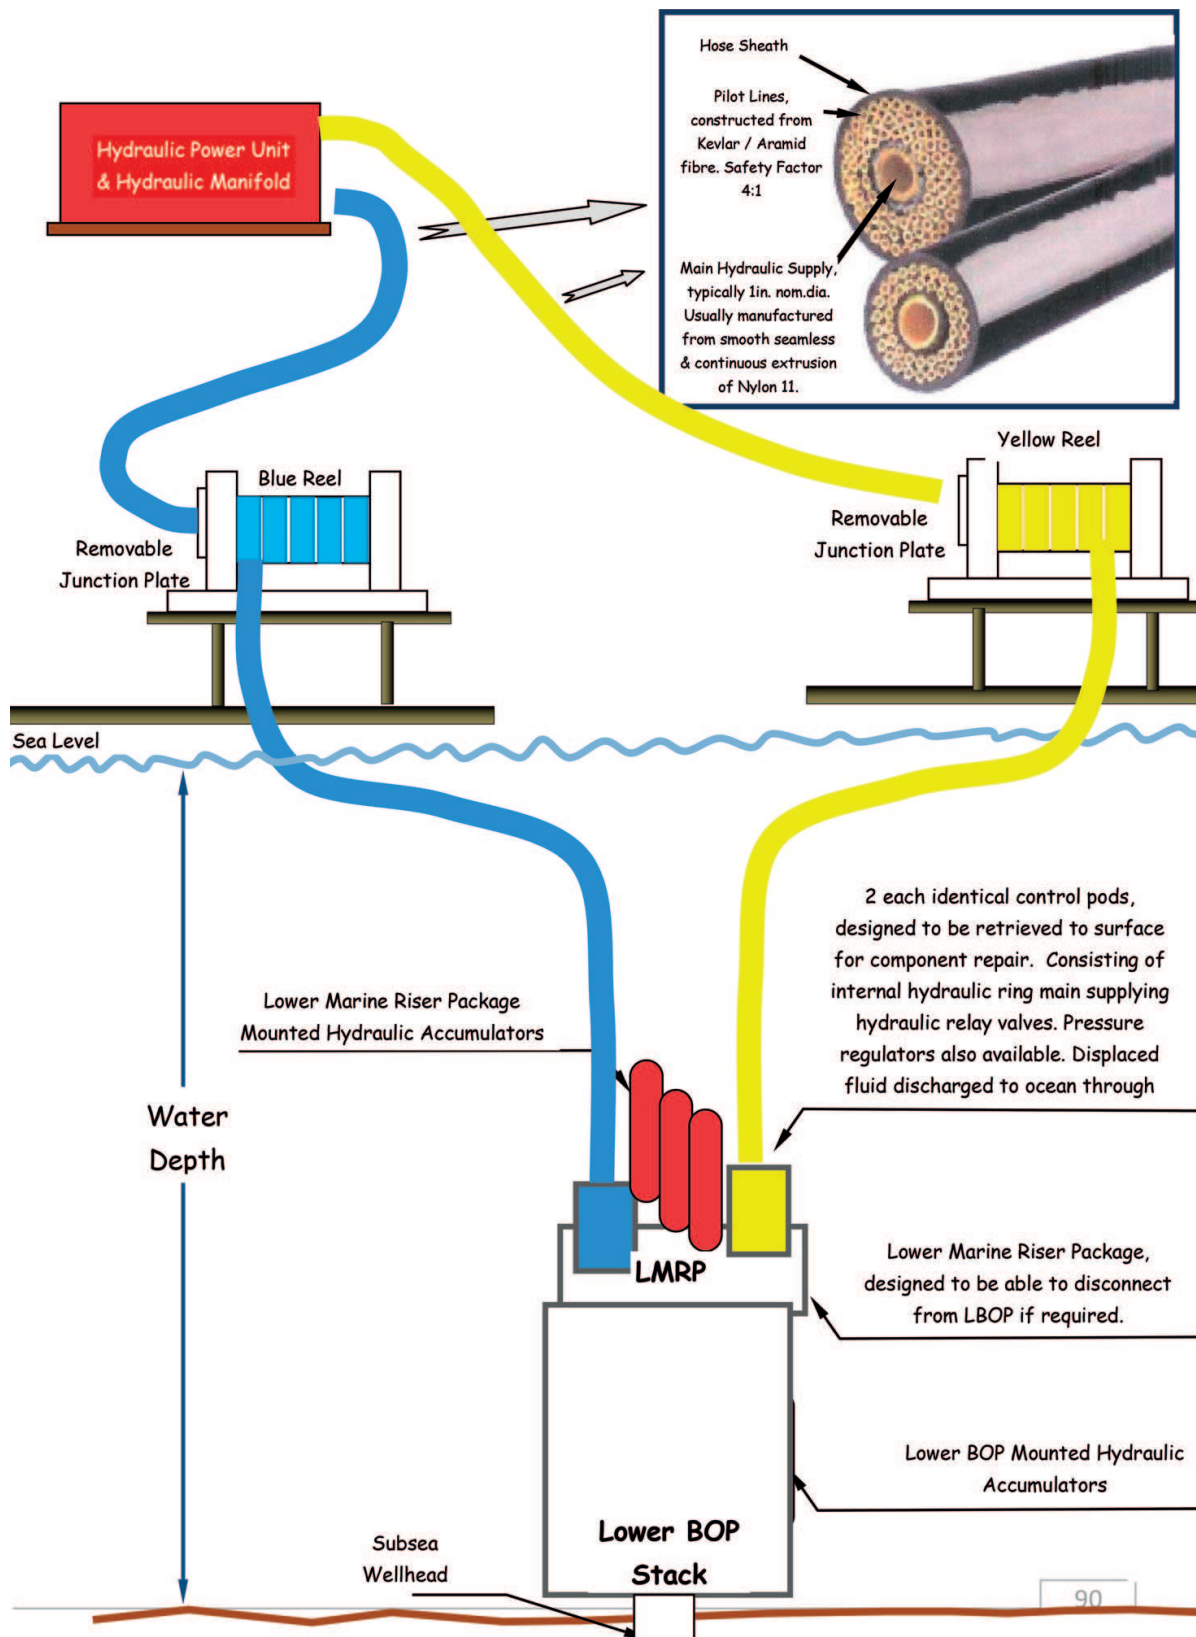 Hose Sheath
Pilot Lines,
constructed from
Kevlar / Aramid
fibre. Safety Factor
4:1
Hydraulic Power Unit
& Hydraulic Manifold
Main Hydraulic Supply,
typically 1in. nom.dia.
Usually manufactured
from smooth seamless
& continuous extrusion
of Nylon 11.
Yellow Reel
Blue Reel
Removable
Junction Plate
Removable
Junction Plate
Sea Level
2 each identical control pods,
designed to be retrieved to surface
for component repair. Consisting of
internal hydraulic ring main supplying
hydraulic relay valves. Pressure
regulators also available. Displaced
fluid discharged to ocean through
Lower Marine Riser Package
Mounted Hydraulic Accumulators
Water
Depth
LMRP
Lower Marine Riser Package,
designed to be able to disconnect
from LBOP if required.
Lower BOP Mounted Hydraulic
Accumulators
Lower BOP
Stack
Subsea
Wellhead
90